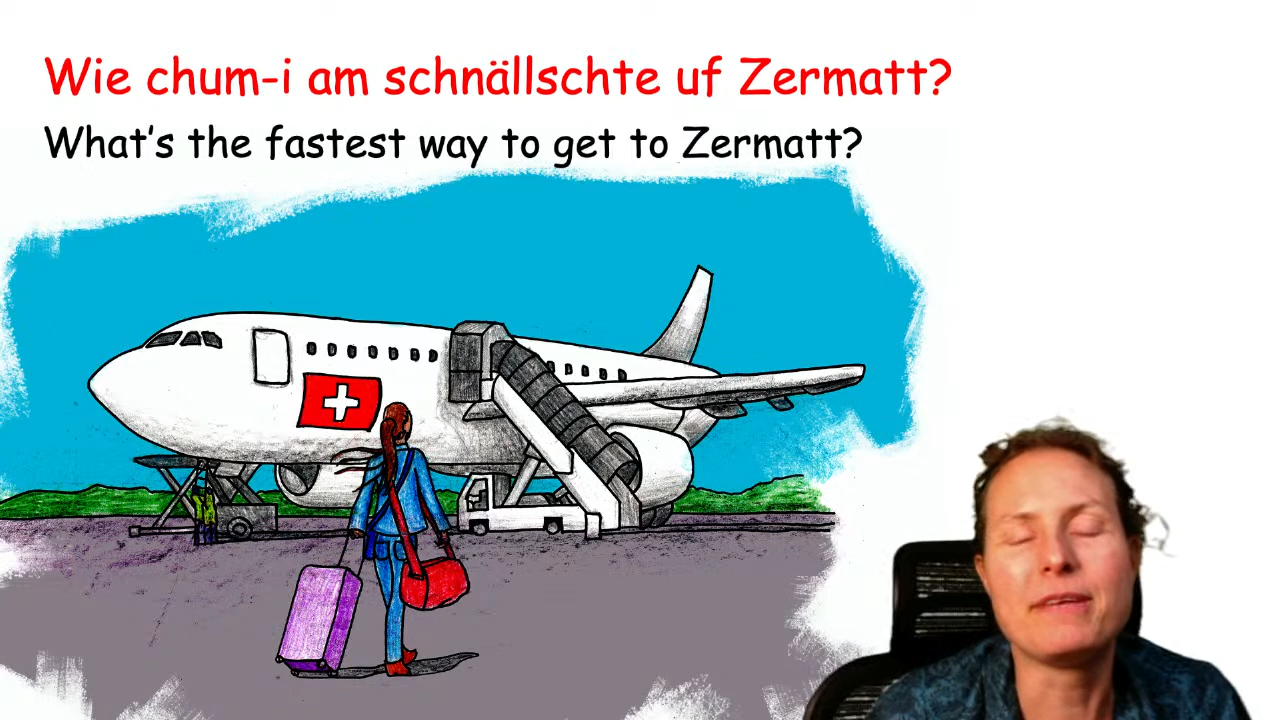 Wie chum-i am schnällschte uf Zermatt?
What's the fastest way to get to Zermatt?